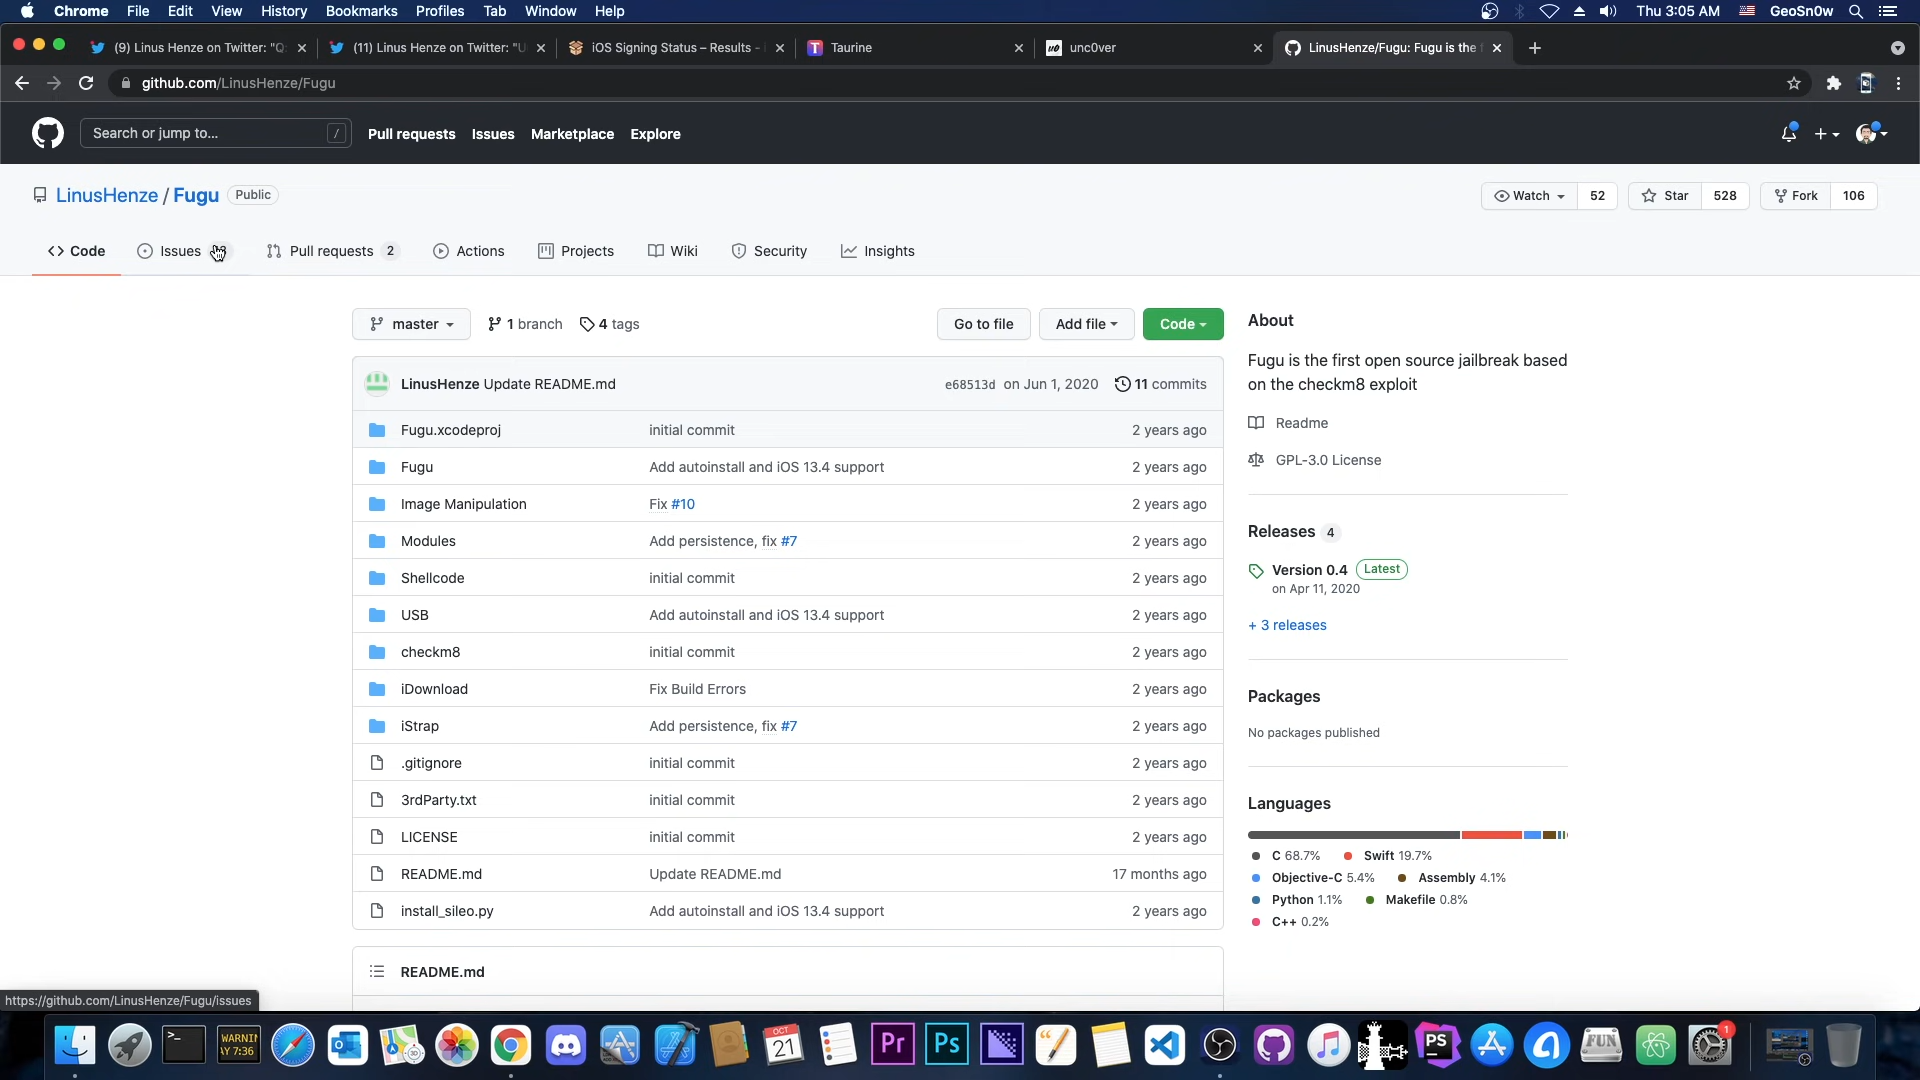 Chrome File Edit View History Bookmarks Profiles Tab Window Help Thu 3:05 AM GeoSn0w
(9) Linus Henze on Twitter: "Q (11) Linus Henze on Twitter: "U iOS Signing Status – Results - Taurine unc0ver LinusHenze/Fugu: Fugu is the
github.com/LinusHenze/Fugu
Search or jump to... / Pull requests Issues Marketplace Explore
LinusHenze / Fugu Public Watch 52 Star 528 Fork 106
Code Issues Pull requests 2 Actions Projects Wiki Security Insights
master 1 branch 4 tags Go to file Add file Code
LinusHenze Update README.md e68513d on Jun 1, 2020 11 commits
Fugu.xcodeproj initial commit 2 years ago
Fugu Add autoinstall and iOS 13.4 support 2 years ago
Image Manipulation Fix #10 2 years ago
Modules Add persistence, fix #7 2 years ago
Shellcode initial commit 2 years ago
USB Add autoinstall and iOS 13.4 support 2 years ago
checkm8 initial commit 2 years ago
iDownload Fix Build Errors 2 years ago
iStrap Add persistence, fix #7 2 years ago
.gitignore initial commit 2 years ago
3rdParty.txt initial commit 2 years ago
LICENSE initial commit 2 years ago
README.md Update README.md 17 months ago
install_sileo.py Add autoinstall and iOS 13.4 support 2 years ago
README.md
About
Fugu is the first open source jailbreak based
on the checkm8 exploit
Readme
GPL-3.0 License
Releases 4
Version 0.4 Latest
on Apr 11, 2020
+ 3 releases
Packages
No packages published
Languages
C 68.7% Swift 19.7%
Objective-C 5.4% Assembly 4.1%
Python 1.1% Makefile 0.8%
C++ 0.2%
https://github.com/LinusHenze/Fugu/issues
WARNIN
AY 7:36
OCT
21
3D
Pr
Ps
PS
FUN
1